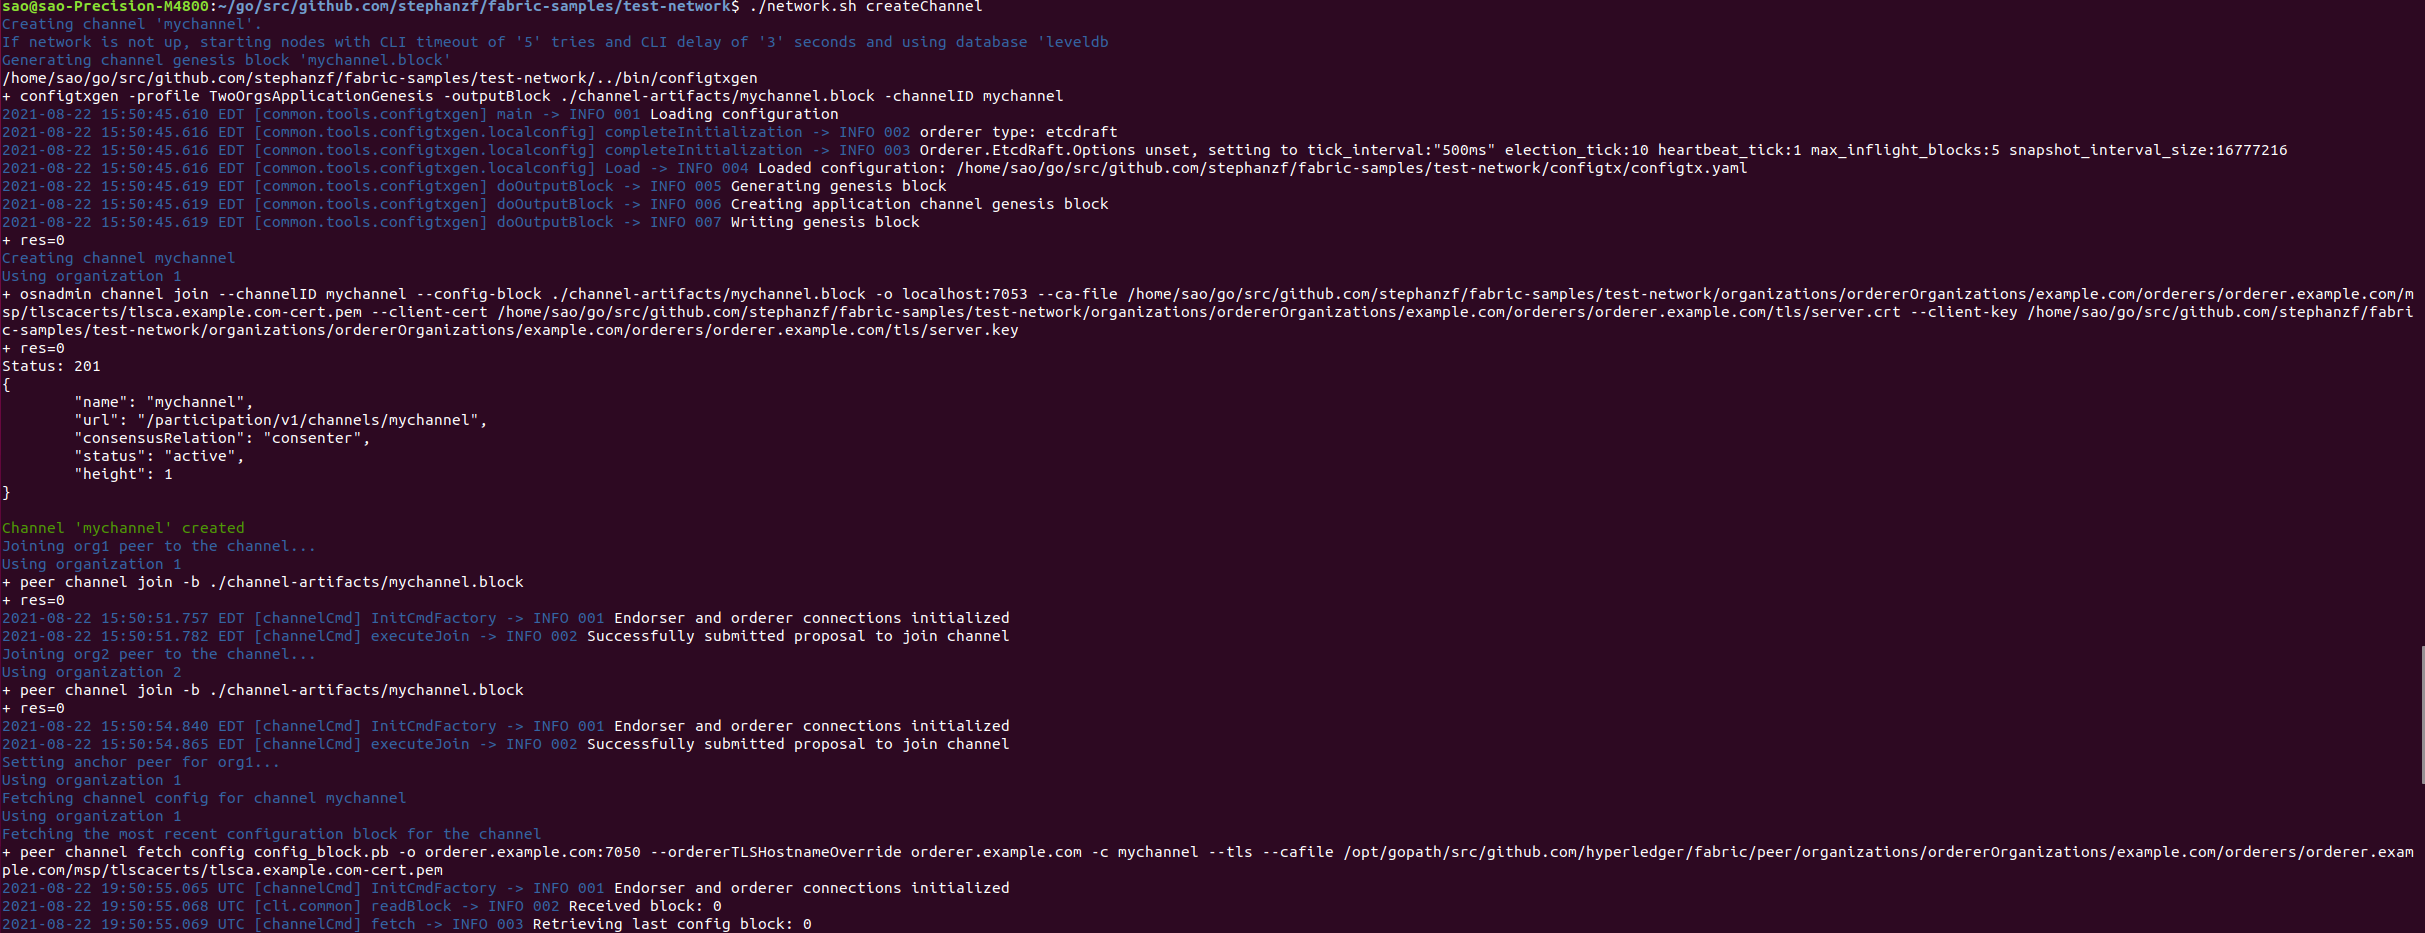 sao@sao-Precision-M4800:~/go/src/github.com/stephanzf/fabric-samples/test-network$ ./network.sh createChannel
Creating channel 'mychannel'.
If network is not up, starting nodes with CLI timeout of '5' tries and CLI delay of '3' seconds and using database 'leveldb
Generating channel genesis block 'mychannel.block'
/home/sao/go/src/github.com/stephanzf/fabric-samples/test-network/../bin/configtxgen
+ configtxgen -profile TwoOrgsApplicationGenesis -outputBlock ./channel-artifacts/mychannel.block -channelID mychannel
2021-08-22 15:50:45.610 EDT [common.tools.configtxgen] main -> INFO 001 Loading configuration
2021-08-22 15:50:45.616 EDT [common.tools.configtxgen.localconfig] completeInitialization -> INFO 002 orderer type: etcdraft
2021-08-22 15:50:45.616 EDT [common.tools.configtxgen.localconfig] completeInitialization -> INFO 003 Orderer.EtcdRaft.Options unset, setting to tick_interval:"500ms" election_tick:10 heartbeat_tick:1 max_inflight_blocks:5 snapshot_interval_size:16777216
2021-08-22 15:50:45.616 EDT [common.tools.configtxgen.localconfig] Load -> INFO 004 Loaded configuration: /home/sao/go/src/github.com/stephanzf/fabric-samples/test-network/configtx/configtx.yaml
2021-08-22 15:50:45.619 EDT [common.tools.configtxgen] doOutputBlock -> INFO 005 Generating genesis block
2021-08-22 15:50:45.619 EDT [common.tools.configtxgen] doOutputBlock -> INFO 006 Creating application channel genesis block
2021-08-22 15:50:45.619 EDT [common.tools.configtxgen] doOutputBlock -> INFO 007 Writing genesis block
+ res=0
Creating channel mychannel
Using organization 1
+ osnadmin channel join --channelID mychannel --config-block ./channel-artifacts/mychannel.block -o localhost:7053 --ca-file /home/sao/go/src/github.com/stephanzf/fabric-samples/test-network/organizations/ordererOrganizations/example.com/orderers/orderer.example.com/m
sp/tlscacerts/tlsca.example.com-cert.pem --client-cert /home/sao/go/src/github.com/stephanzf/fabric-samples/test-network/organizations/ordererOrganizations/example.com/orderers/orderer.example.com/tls/server.crt --client-key /home/sao/go/src/github.com/stephanzf/fabri
c-samples/test-network/organizations/ordererOrganizations/example.com/orderers/orderer.example.com/tls/server.key
+ res=0
Status: 201
{
	"name": "mychannel",
	"url": "/participation/v1/channels/mychannel",
	"consensusRelation": "consenter",
	"status": "active",
	"height": 1
}
Channel 'mychannel' created
Joining org1 peer to the channel...
Using organization 1
+ peer channel join -b ./channel-artifacts/mychannel.block
+ res=0
2021-08-22 15:50:51.757 EDT [channelCmd] InitCmdFactory -> INFO 001 Endorser and orderer connections initialized
2021-08-22 15:50:51.782 EDT [channelCmd] executeJoin -> INFO 002 Successfully submitted proposal to join channel
Joining org2 peer to the channel...
Using organization 2
+ peer channel join -b ./channel-artifacts/mychannel.block
+ res=0
2021-08-22 15:50:54.840 EDT [channelCmd] InitCmdFactory -> INFO 001 Endorser and orderer connections initialized
2021-08-22 15:50:54.865 EDT [channelCmd] executeJoin -> INFO 002 Successfully submitted proposal to join channel
Setting anchor peer for org1...
Using organization 1
Fetching channel config for channel mychannel
Using organization 1
Fetching the most recent configuration block for the channel
+ peer channel fetch config config_block.pb -o orderer.example.com:7050 --ordererTLSHostnameOverride orderer.example.com -c mychannel --tls --cafile /opt/gopath/src/github.com/hyperledger/fabric/peer/organizations/ordererOrganizations/example.com/orderers/orderer.exam
ple.com/msp/tlscacerts/tlsca.example.com-cert.pem
2021-08-22 19:50:55.065 UTC [channelCmd] InitCmdFactory -> INFO 001 Endorser and orderer connections initialized
2021-08-22 19:50:55.068 UTC [cli.common] readBlock -> INFO 002 Received block: 0
2021-08-22 19:50:55.069 UTC [channelCmd] fetch -> INFO 003 Retrieving last config block: 0